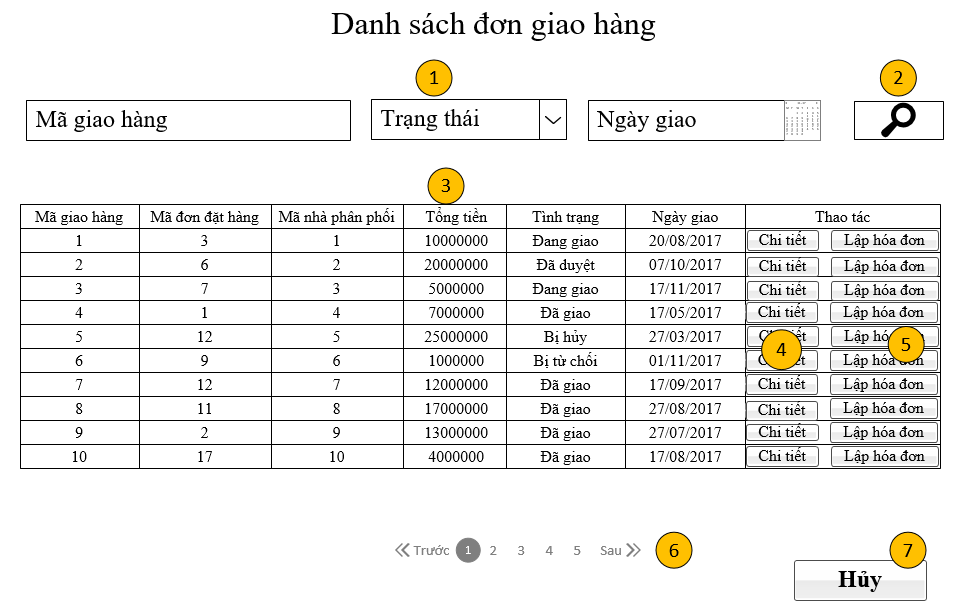 Danh sách đơn giao hàng
1 2
Mã giao hàng Trạng thái Ngày giao
3
Mã giao hàng Mã đơn đặt hàng Mã nhà phân phối Tổng tiền Tình trạng Ngày giao Thao tác
1 3 1 10000000 Đang giao 20/08/2017 Chi tiết Lập hóa đơn
2 6 2 20000000 Đã duyệt 07/10/2017 Chi tiết Lập hóa đơn
3 7 3 5000000 Đang giao 17/11/2017 Chi tiết Lập hóa đơn
4 1 4 7000000 Đã giao 17/05/2017 Chi tiết Lập hóa đơn
5 12 5 25000000 Bị hủy 27/03/2017 Chi tiết Lập hóa đơn
4 5
6 9 6 1000000 Bị từ chối 01/11/2017 Chi tiết Lập hóa đơn
7 12 7 12000000 Đã giao 17/09/2017 Chi tiết Lập hóa đơn
8 11 8 17000000 Đã giao 27/08/2017 Chi tiết Lập hóa đơn
9 2 9 13000000 Đã giao 27/07/2017 Chi tiết Lập hóa đơn
10 17 10 4000000 Đã giao 17/08/2017 Chi tiết Lập hóa đơn
Trước 1 2 3 4 5 Sau 6 7
Hủy